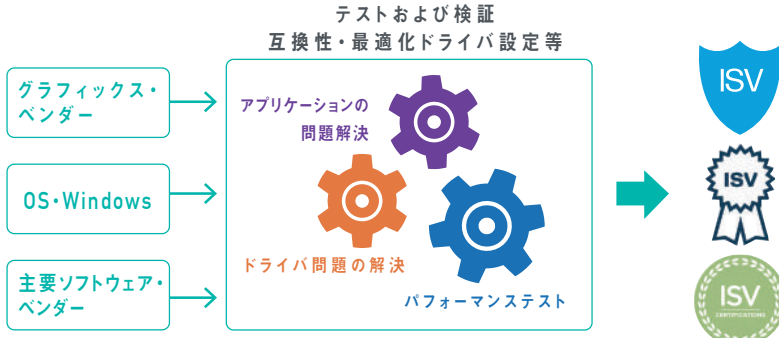 テストおよび検証
互換性・最適化ドライバ設定等
グラフィックス・
ベンダー
OS・Windows
主要ソフトウェア・
ベンダー
アプリケーションの
問題解決
ドライバ問題の解決
パフォーマンステスト
ISV
ISV
ISV
CERTIFICATIONS